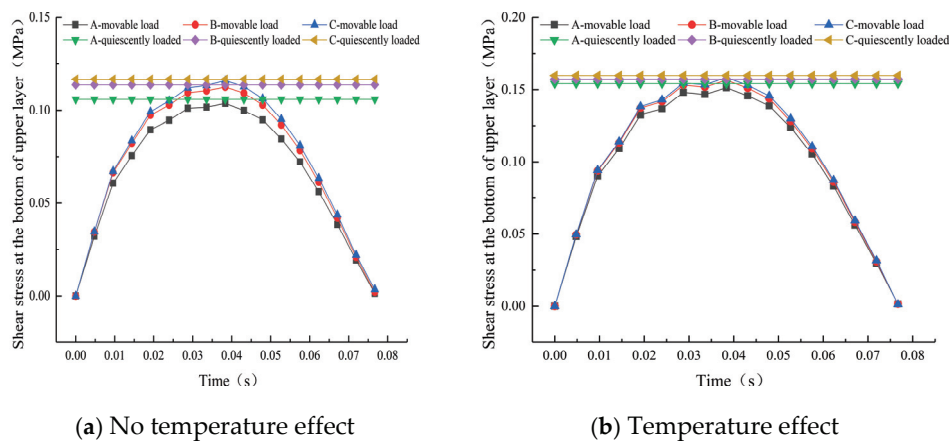 A-movable load B-movable load C-movable load
A-quiescently loaded B-quiescently loaded C-quiescently loaded
Shear stress at the bottom of upper layer（MPa）
0.15
0.10
0.05
0.00
0.00 0.01 0.02 0.03 0.04 0.05 0.06 0.07 0.08
Time（s）
(a) No temperature effect
A-movable load B-movable load C-movable load
A-quiescently loaded B-quiescently loaded C-quiescently loaded
Shear stress at the bottom of upper layer（MPa）
0.20
0.15
0.10
0.05
0.00
0.00 0.01 0.02 0.03 0.04 0.05 0.06 0.07 0.08
Time（s）
(b) Temperature effect